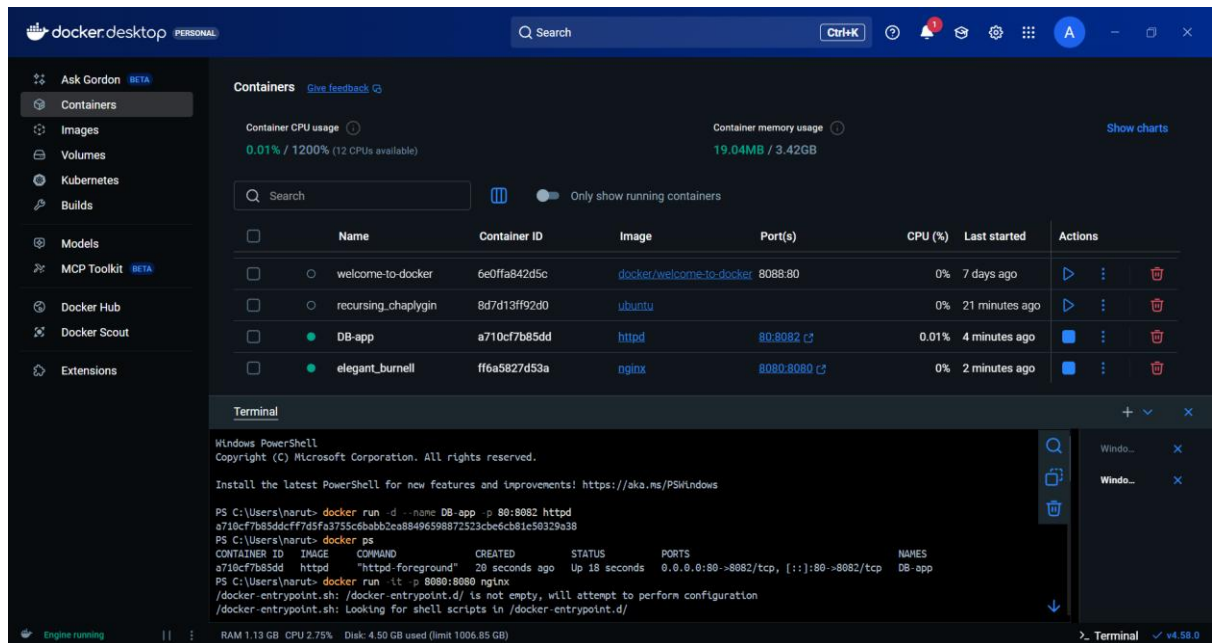 docker.desktop PERSONAL
Search Ctrl+K
1
A
Ask Gordon BETA
Containers
Images
Volumes
Kubernetes
Builds
Models
MCP Toolkit BETA
Docker Hub
Docker Scout
Extensions
Containers Give feedback
Container CPU usage
0.01% / 1200% (12 CPUs available)
Container memory usage
19.04MB / 3.42GB
Show charts
Search
Only show running containers
Name Container ID Image Port(s) CPU (%) Last started Actions
welcome-to-docker 6e0ffa842d5c docker/welcome-to-docker 8088:80 0% 7 days ago
recursing_chaplygin 8d7d13ff92d0 ubuntu 0% 21 minutes ago
DB-app a710cf7b85dd httpd 80:8082 0.01% 4 minutes ago
elegant_burnell ff6a5827d53a nginx 8080:8080 0% 2 minutes ago
Terminal
Windows PowerShell
Copyright (C) Microsoft Corporation. All rights reserved.
Install the latest PowerShell for new features and improvements! https://aka.ms/PSWindows
PS C:\Users\narut> docker run -d --name DB-app -p 80:8082 httpd
a710cf7b85ddcff7d5fa3755c6babb2ea88496598872523cbe6cb81e50329a38
PS C:\Users\narut> docker ps
CONTAINER ID IMAGE COMMAND CREATED STATUS PORTS NAMES
a710cf7b85dd httpd "httpd-foreground" 20 seconds ago Up 18 seconds 0.0.0.0:80->8082/tcp, [::]:80->8082/tcp DB-app
PS C:\Users\narut> docker run -it -p 8080:8080 nginx
/docker-entrypoint.sh: /docker-entrypoint.d/ is not empty, will attempt to perform configuration
/docker-entrypoint.sh: Looking for shell scripts in /docker-entrypoint.d/
Windo...
Windo...
Engine running
RAM 1.13 GB CPU 2.75% Disk: 4.50 GB used (limit 1006.85 GB)
Terminal
v4.58.0